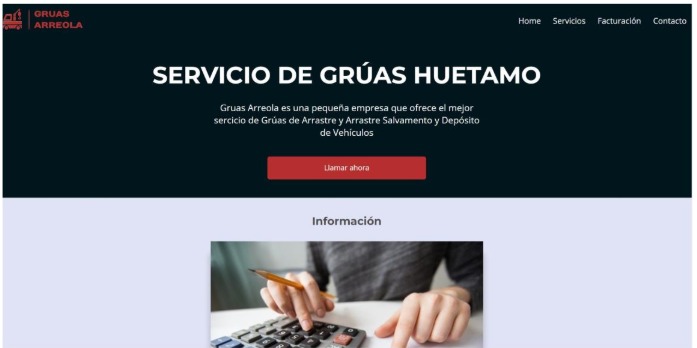 GRUAS
ARREOLA
Home Servicios Facturación Contacto
SERVICIO DE GRÚAS HUETAMO
Gruas Arreola es una pequeña empresa que ofrece el mejor
sercicio de Grúas de Arrastre y Arrastre Salvamento y Depósito
de Vehículos
Llamar ahora
Información